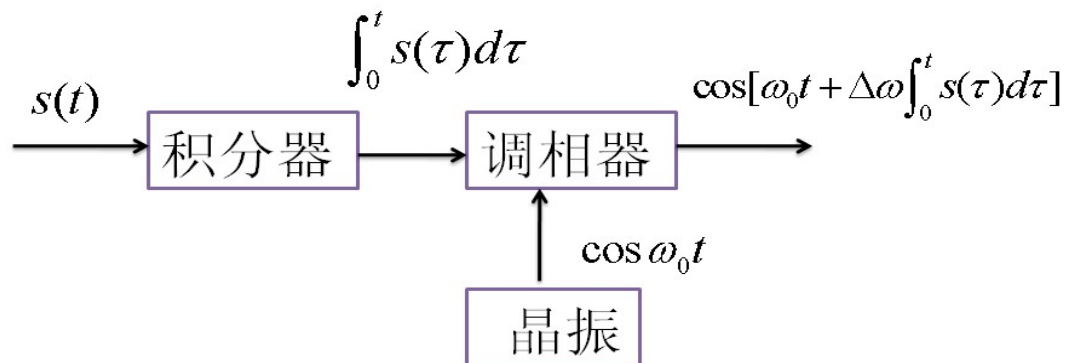 ∫₀ᵗ s(τ)dτ
s(t)
cos[ω₀t + Δω∫₀ᵗ s(τ)dτ]
积分器
调相器
cos ω₀t
晶振